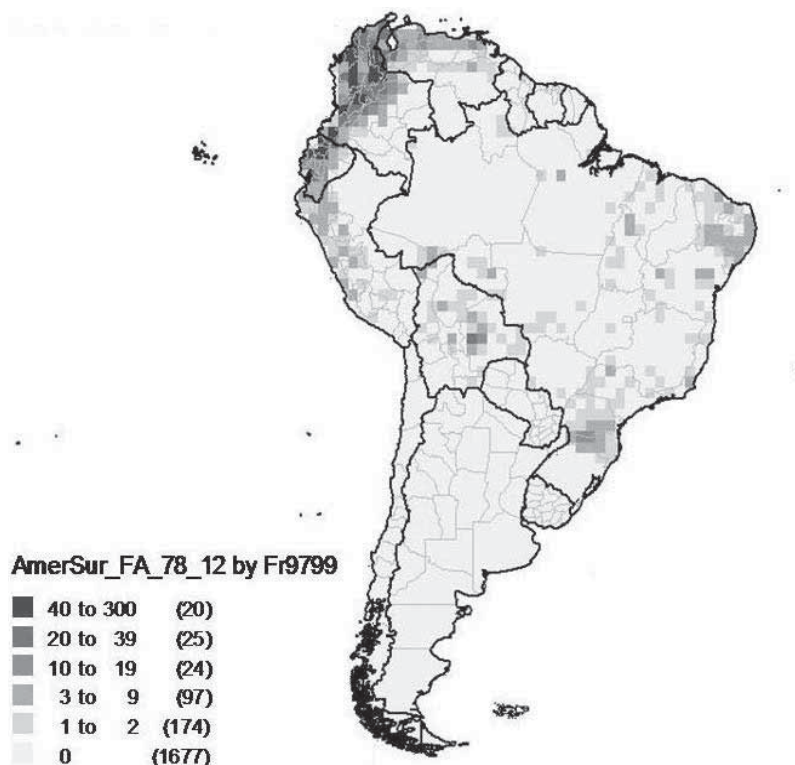 AmerSur_FA_78_12 by Fr9799
40 to 300 (20)
20 to 39 (25)
10 to 19 (24)
3 to 9 (97)
1 to 2 (174)
0 (1677)